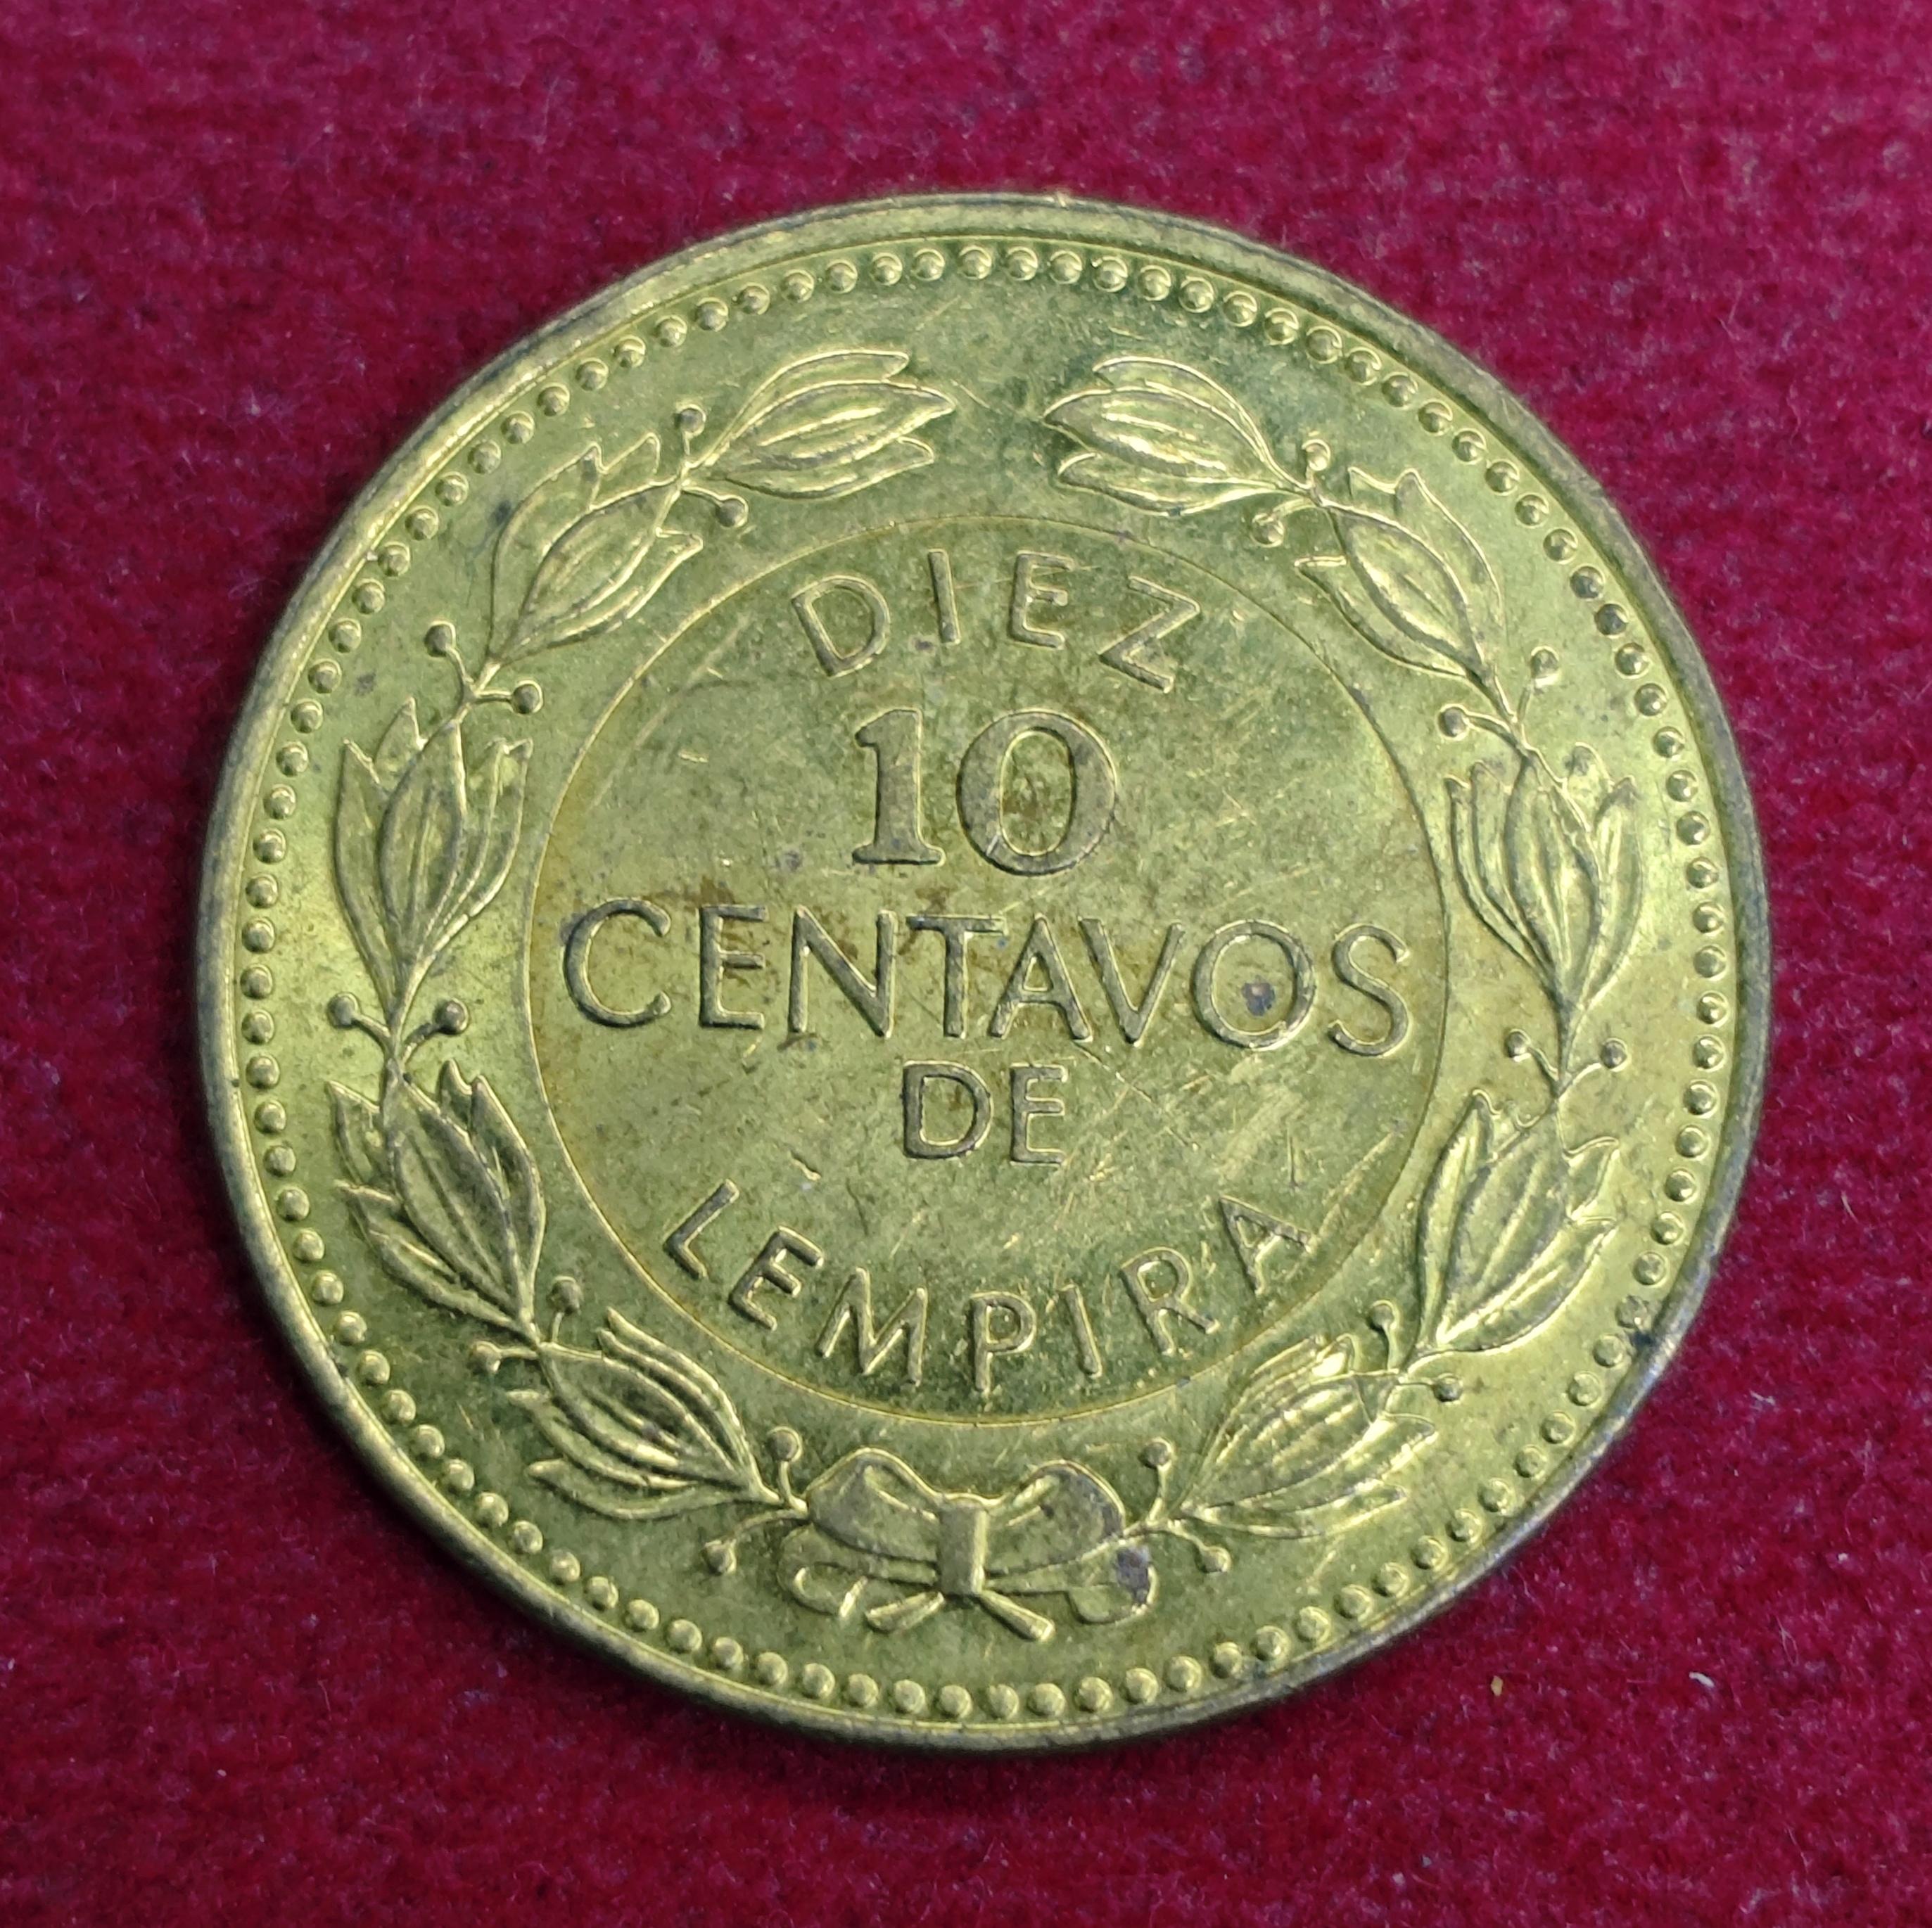 DIEZ
10
CENTAVOS
DE
LEMPIRA